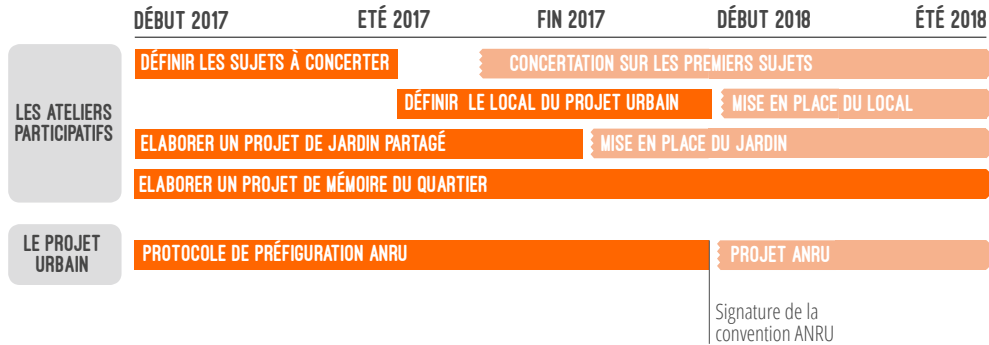 DÉBUT 2017 ETÉ 2017 FIN 2017 DÉBUT 2018 ÉTÉ 2018
LES ATELIERS
PARTICIPATIFS
DÉFINIR LES SUJETS À CONCERTER CONCERTATION SUR LES PREMIERS SUJETS
DÉFINIR LE LOCAL DU PROJET URBAIN MISE EN PLACE DU LOCAL
ELABORER UN PROJET DE JARDIN PARTAGÉ MISE EN PLACE DU JARDIN
ELABORER UN PROJET DE MÉMOIRE DU QUARTIER
LE PROJET
URBAIN
PROTOCOLE DE PRÉFIGURATION ANRU PROJET ANRU
Signature de la
convention ANRU